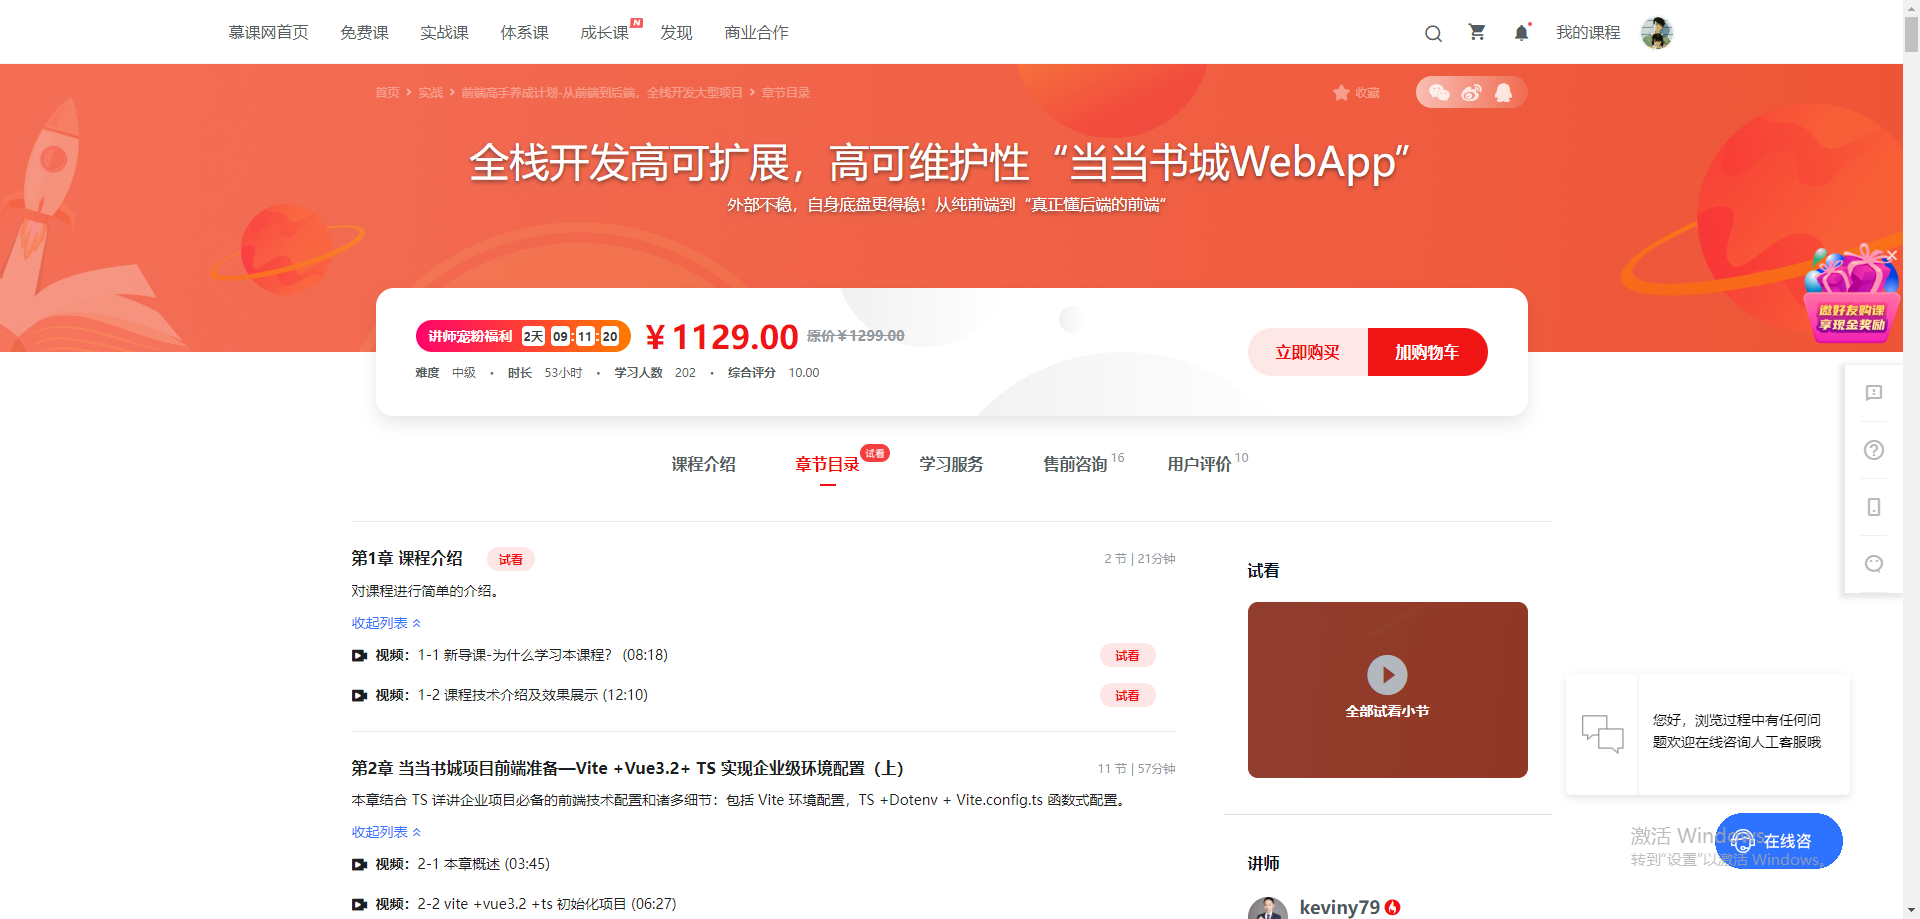 慕课网首页 免费课 实战课 体系课 成长课 N 发现 商业合作 我的课程
首页 > 实战 > 前端高手养成计划-从前端到后端，全栈开发大型项目 > 章节目录 收藏
全栈开发高可扩展，高可维护性“当当书城WebApp”
外部不稳，自身底盘更得稳！从纯前端到“真正懂后端的前端”
邀好友购课
享现金奖励
讲师宠粉福利 2天 09:11:20 ¥1129.00 原价¥1299.00
难度 中级 · 时长 53小时 · 学习人数 202 · 综合评分 10.00
立即购买 加购物车
课程介绍 章节目录 试看 学习服务 售前咨询 16 用户评价 10
第1章 课程介绍 试看 2 节 | 21分钟
对课程进行简单的介绍。
收起列表
视频： 1-1 新导课-为什么学习本课程？ (08:18) 试看
视频： 1-2 课程技术介绍及效果展示 (12:10) 试看
第2章 当当书城项目前端准备—Vite +Vue3.2+ TS 实现企业级环境配置（上） 11 节 | 57分钟
本章结合 TS 详讲企业项目必备的前端技术配置和诸多细节：包括 Vite 环境配置，TS +Dotenv + Vite.config.ts 函数式配置。
收起列表
视频： 2-1 本章概述 (03:45)
视频： 2-2 vite +vue3.2 +ts 初始化项目 (06:27)
试看
全部试看小节
讲师
keviny79
您好，浏览过程中有任何问
题欢迎在线咨询人工客服哦
在线咨
激活 Windows
转到“设置”以激活 Windows。